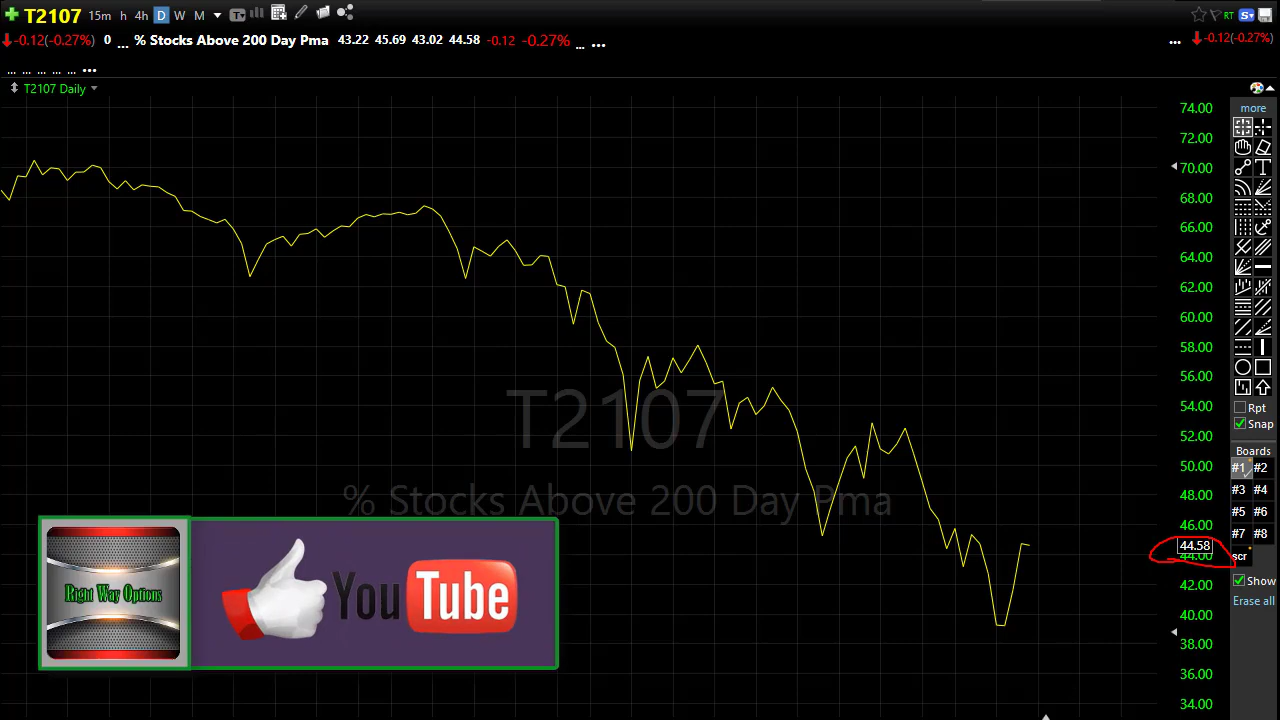 T2107 15m h 4h D W M T RT S
-0.12(-0.27%) 0 ... % Stocks Above 200 Day Pma 43.22 45.69 43.02 44.58 -0.12 -0.27% ... ... ... -0.12(-0.27%)
... ... ... ... ... ...
T2107 Daily
more
74.00
72.00
70.00
68.00
66.00
64.00
62.00
60.00
58.00
56.00
54.00
52.00
50.00
48.00
46.00
44.58
44.00
42.00
40.00
38.00
36.00
34.00
T2107
% Stocks Above 200 Day Pma
Right Way Options
You Tube
T
Rpt
Snap
Boards
#1 #2
#3 #4
#5 #6
#7 #8
scr
Show
Erase all